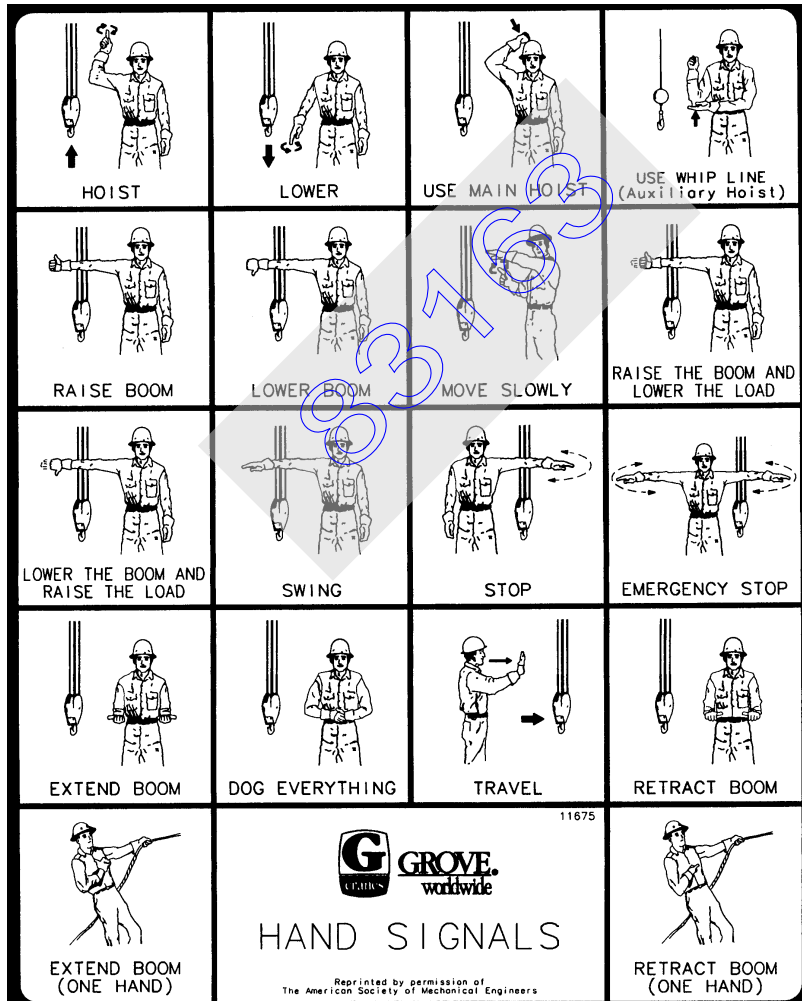 HOIST
LOWER
USE MAIN HOIST
USE WHIP LINE
(Auxiliary Hoist)
RAISE BOOM
LOWER BOOM
MOVE SLOWLY
RAISE THE BOOM AND
LOWER THE LOAD
83163
LOWER THE BOOM AND
RAISE THE LOAD
SWING
STOP
EMERGENCY STOP
EXTEND BOOM
DOG EVERYTHING
TRAVEL
RETRACT BOOM
EXTEND BOOM
(ONE HAND)
11675
G
cranes
GROVE.
worldwide
HAND SIGNALS
Reprinted by permission of
The American Society of Mechanical Engineers
RETRACT BOOM
(ONE HAND)